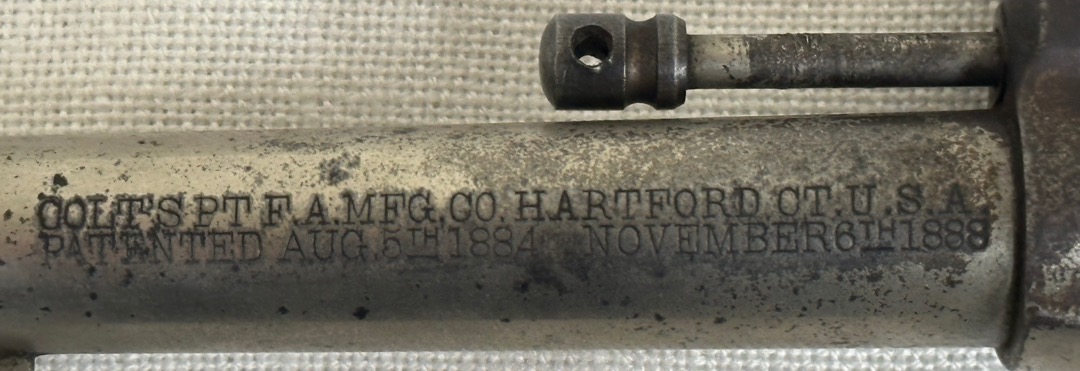 COLT'S PT F.A. MFG. CO. HARTFORD. CT. U.S.A.
PATENTED AUG. 5TH 1884 NOVEMBER 6TH 1888